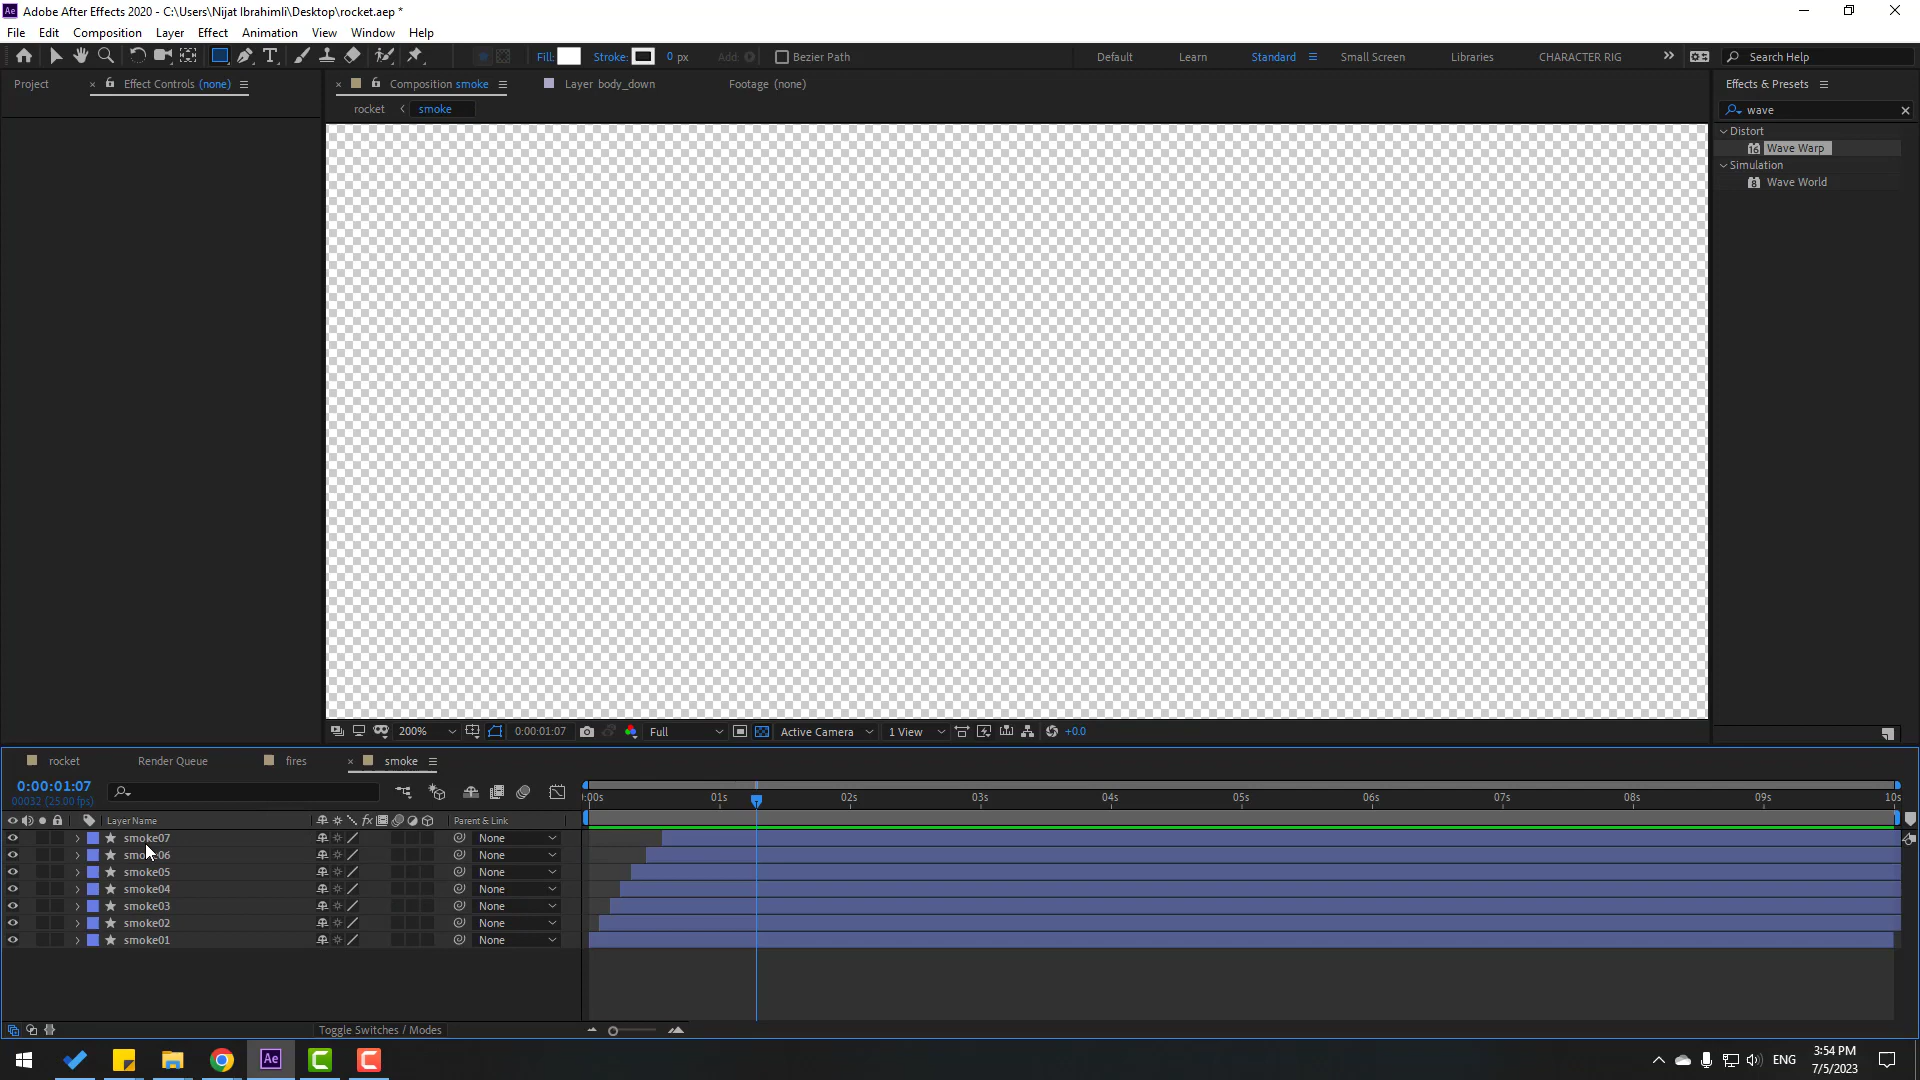 Adobe After Effects 2020 - C:\Users\Nijat Ibrahimli\Desktop\rocket.aep *
File Edit Composition Layer Effect Animation View Window Help
Fill: Stroke: 0 px Add: Bezier Path Default Learn Standard Small Screen Libraries CHARACTER RIG Search Help
Project Effect Controls (none) Composition smoke Layer body_down Footage (none) Effects & Presets
rocket smoke wave
Distort
Wave Warp
Simulation
Wave World
200% 0:00:01:07 Full Active Camera 1 View +0.0
rocket Render Queue fires smoke
0:00:01:07
00032 (25.00 fps)
:00s 01s 02s 03s 04s 05s 06s 07s 08s 09s 10s
Layer Name Parent & Link
smoke07 None
smoke06 None
smoke05 None
smoke04 None
smoke03 None
smoke02 None
smoke01 None
Toggle Switches / Modes
ENG 3:54 PM
7/5/2023